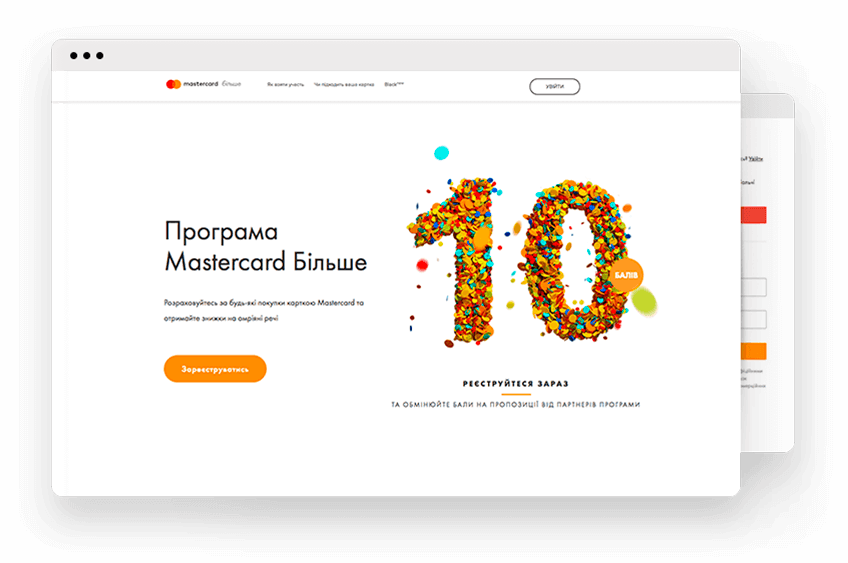 mastercard більше
Як взяти участь
Чи підходить ваша картка
Black
УВІЙТИ
Програма
Mastercard Більше
Розраховуйтесь за будь-які покупки карткою Mastercard та
отримайте знижки на омріяні речі
Зареєструватись
10
БАЛІВ
РЕЄСТРУЙТЕСЯ ЗАРАЗ
ТА ОБМІНЮЙТЕ БАЛИ НА ПРОПОЗИЦІЇ ВІД ПАРТНЕРІВ ПРОГРАМИ
Увійти